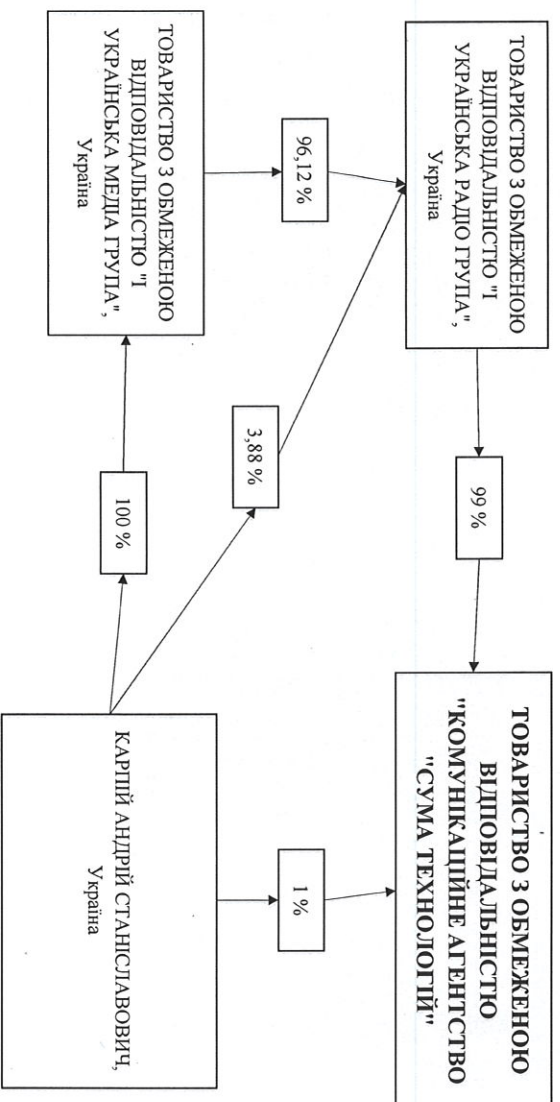 ТОВАРИСТВО З ОБМЕЖЕНОЮ
ВІДПОВІДАЛЬНІСТЮ
"КОМУНІКАЦІЙНЕ АГЕНТСТВО
"СУМА ТЕХНОЛОГІЙ"
99 %
1 %
ТОВАРИСТВО З ОБМЕЖЕНОЮ
ВІДПОВІДАЛЬНІСТЮ "І
УКРАЇНСЬКА РАДІО ГРУПА",
Україна
96,12 %
3,88 %
ТОВАРИСТВО З ОБМЕЖЕНОЮ
ВІДПОВІДАЛЬНІСТЮ "І
УКРАЇНСЬКА МЕДІА ГРУПА",
Україна
100 %
КАРПІЙ АНДРІЙ СТАНІСЛАВОВИЧ,
Україна